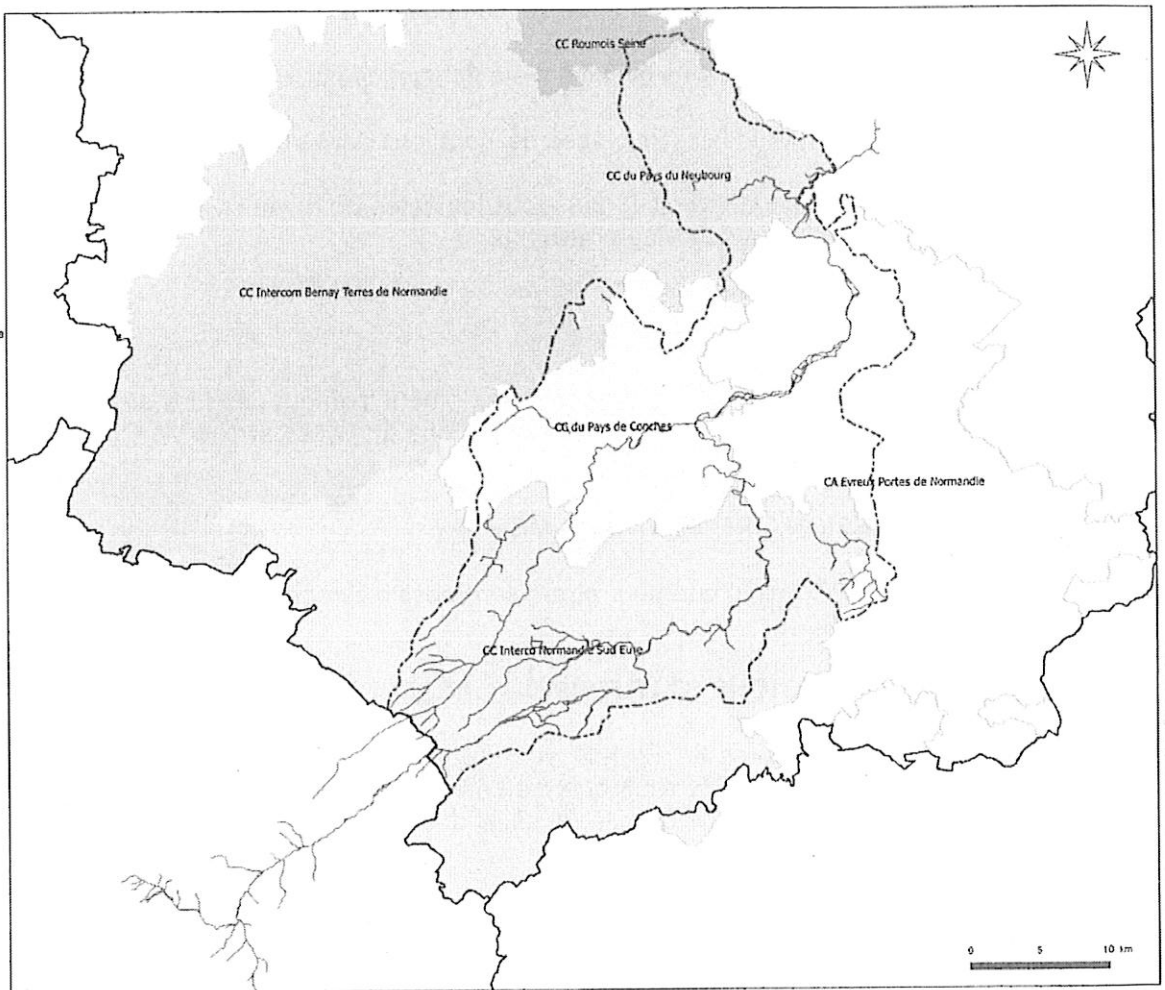 CC Roumois Seine
CC du Pays du Neubourg
CC Intercom Bernay Terres de Normandie
CC du Pays de Conches
CA Evreux Portes de Normandie
CC Interco Normandie Sud Eure
0 5 10 km